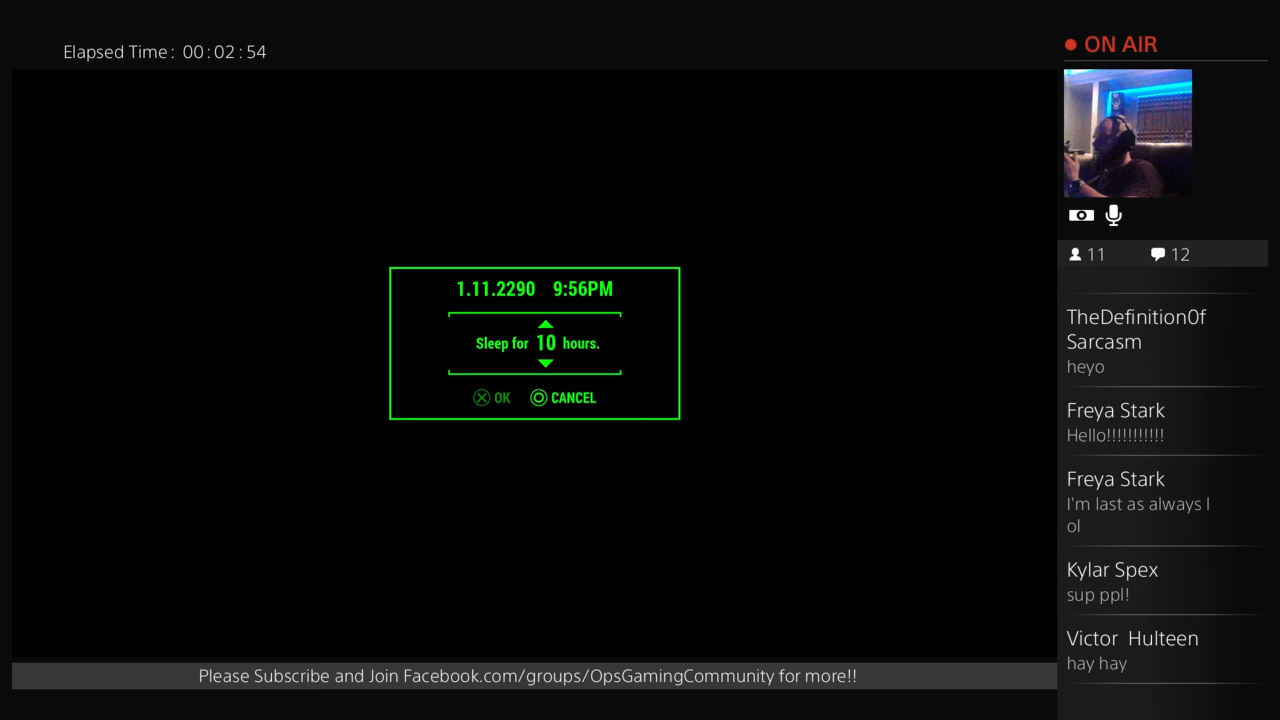 Elapsed Time: 00:02:54
ON AIR
11 12
1.11.2290 9:56PM
Sleep for 10 hours.
OK CANCEL
TheDefinition0f
Sarcasm
heyo
Freya Stark
Hello!!!!!!!!!!!
Freya Stark
I'm last as always l
ol
Kylar Spex
sup ppl!
Victor Hulteen
hay hay
Please Subscribe and Join Facebook.com/groups/OpsGamingCommunity for more!!